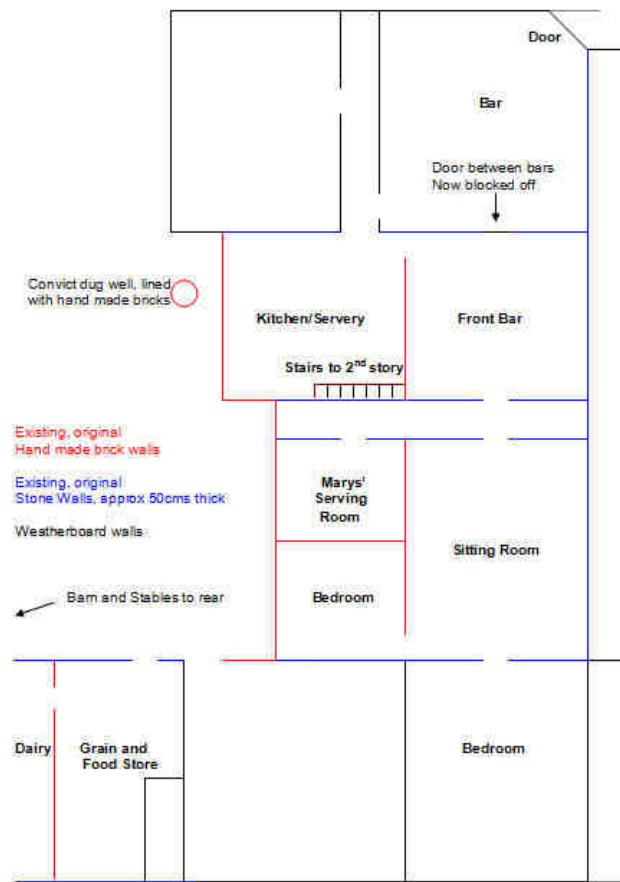 Door
Bar
Door between bars
Now blocked off
Convict dug well, lined
with hand made bricks
Kitchen/Servery
Front Bar
Stairs to 2nd story
Existing, original
Hand made brick walls
Existing, original
Stone Walls, approx 50cms thick
Weatherboard walls
Marys'
Serving
Room
Sitting Room
Barn and Stables to rear
Bedroom
Dairy
Grain and
Food Store
Bedroom